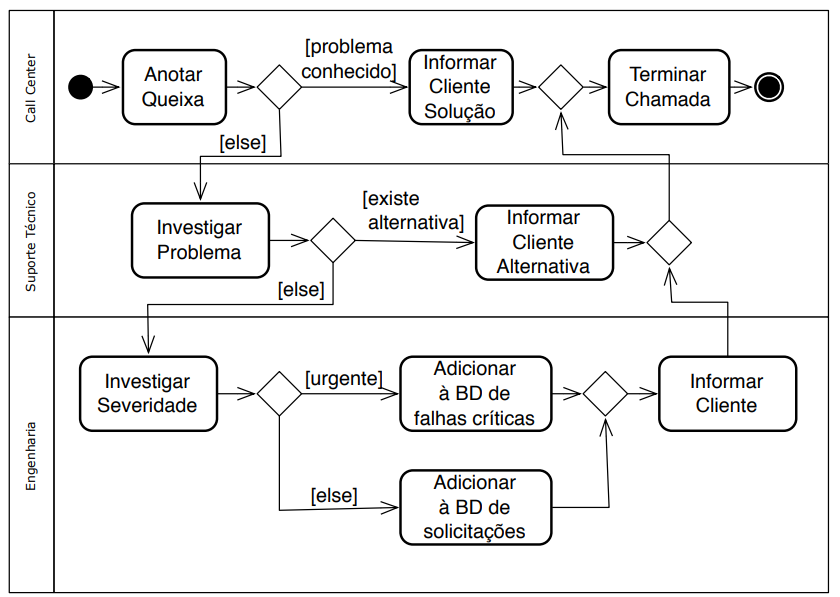 Call Center
Anotar
Queixa
[problema
conhecido]
Informar
Cliente
Solução
Terminar
Chamada
[else]
Suporte Técnico
Investigar
Problema
[existe
alternativa]
Informar
Cliente
Alternativa
[else]
Engenharia
Investigar
Severidade
[urgente]
Adicionar
à BD de
falhas críticas
Informar
Cliente
[else]
Adicionar
à BD de
solicitações